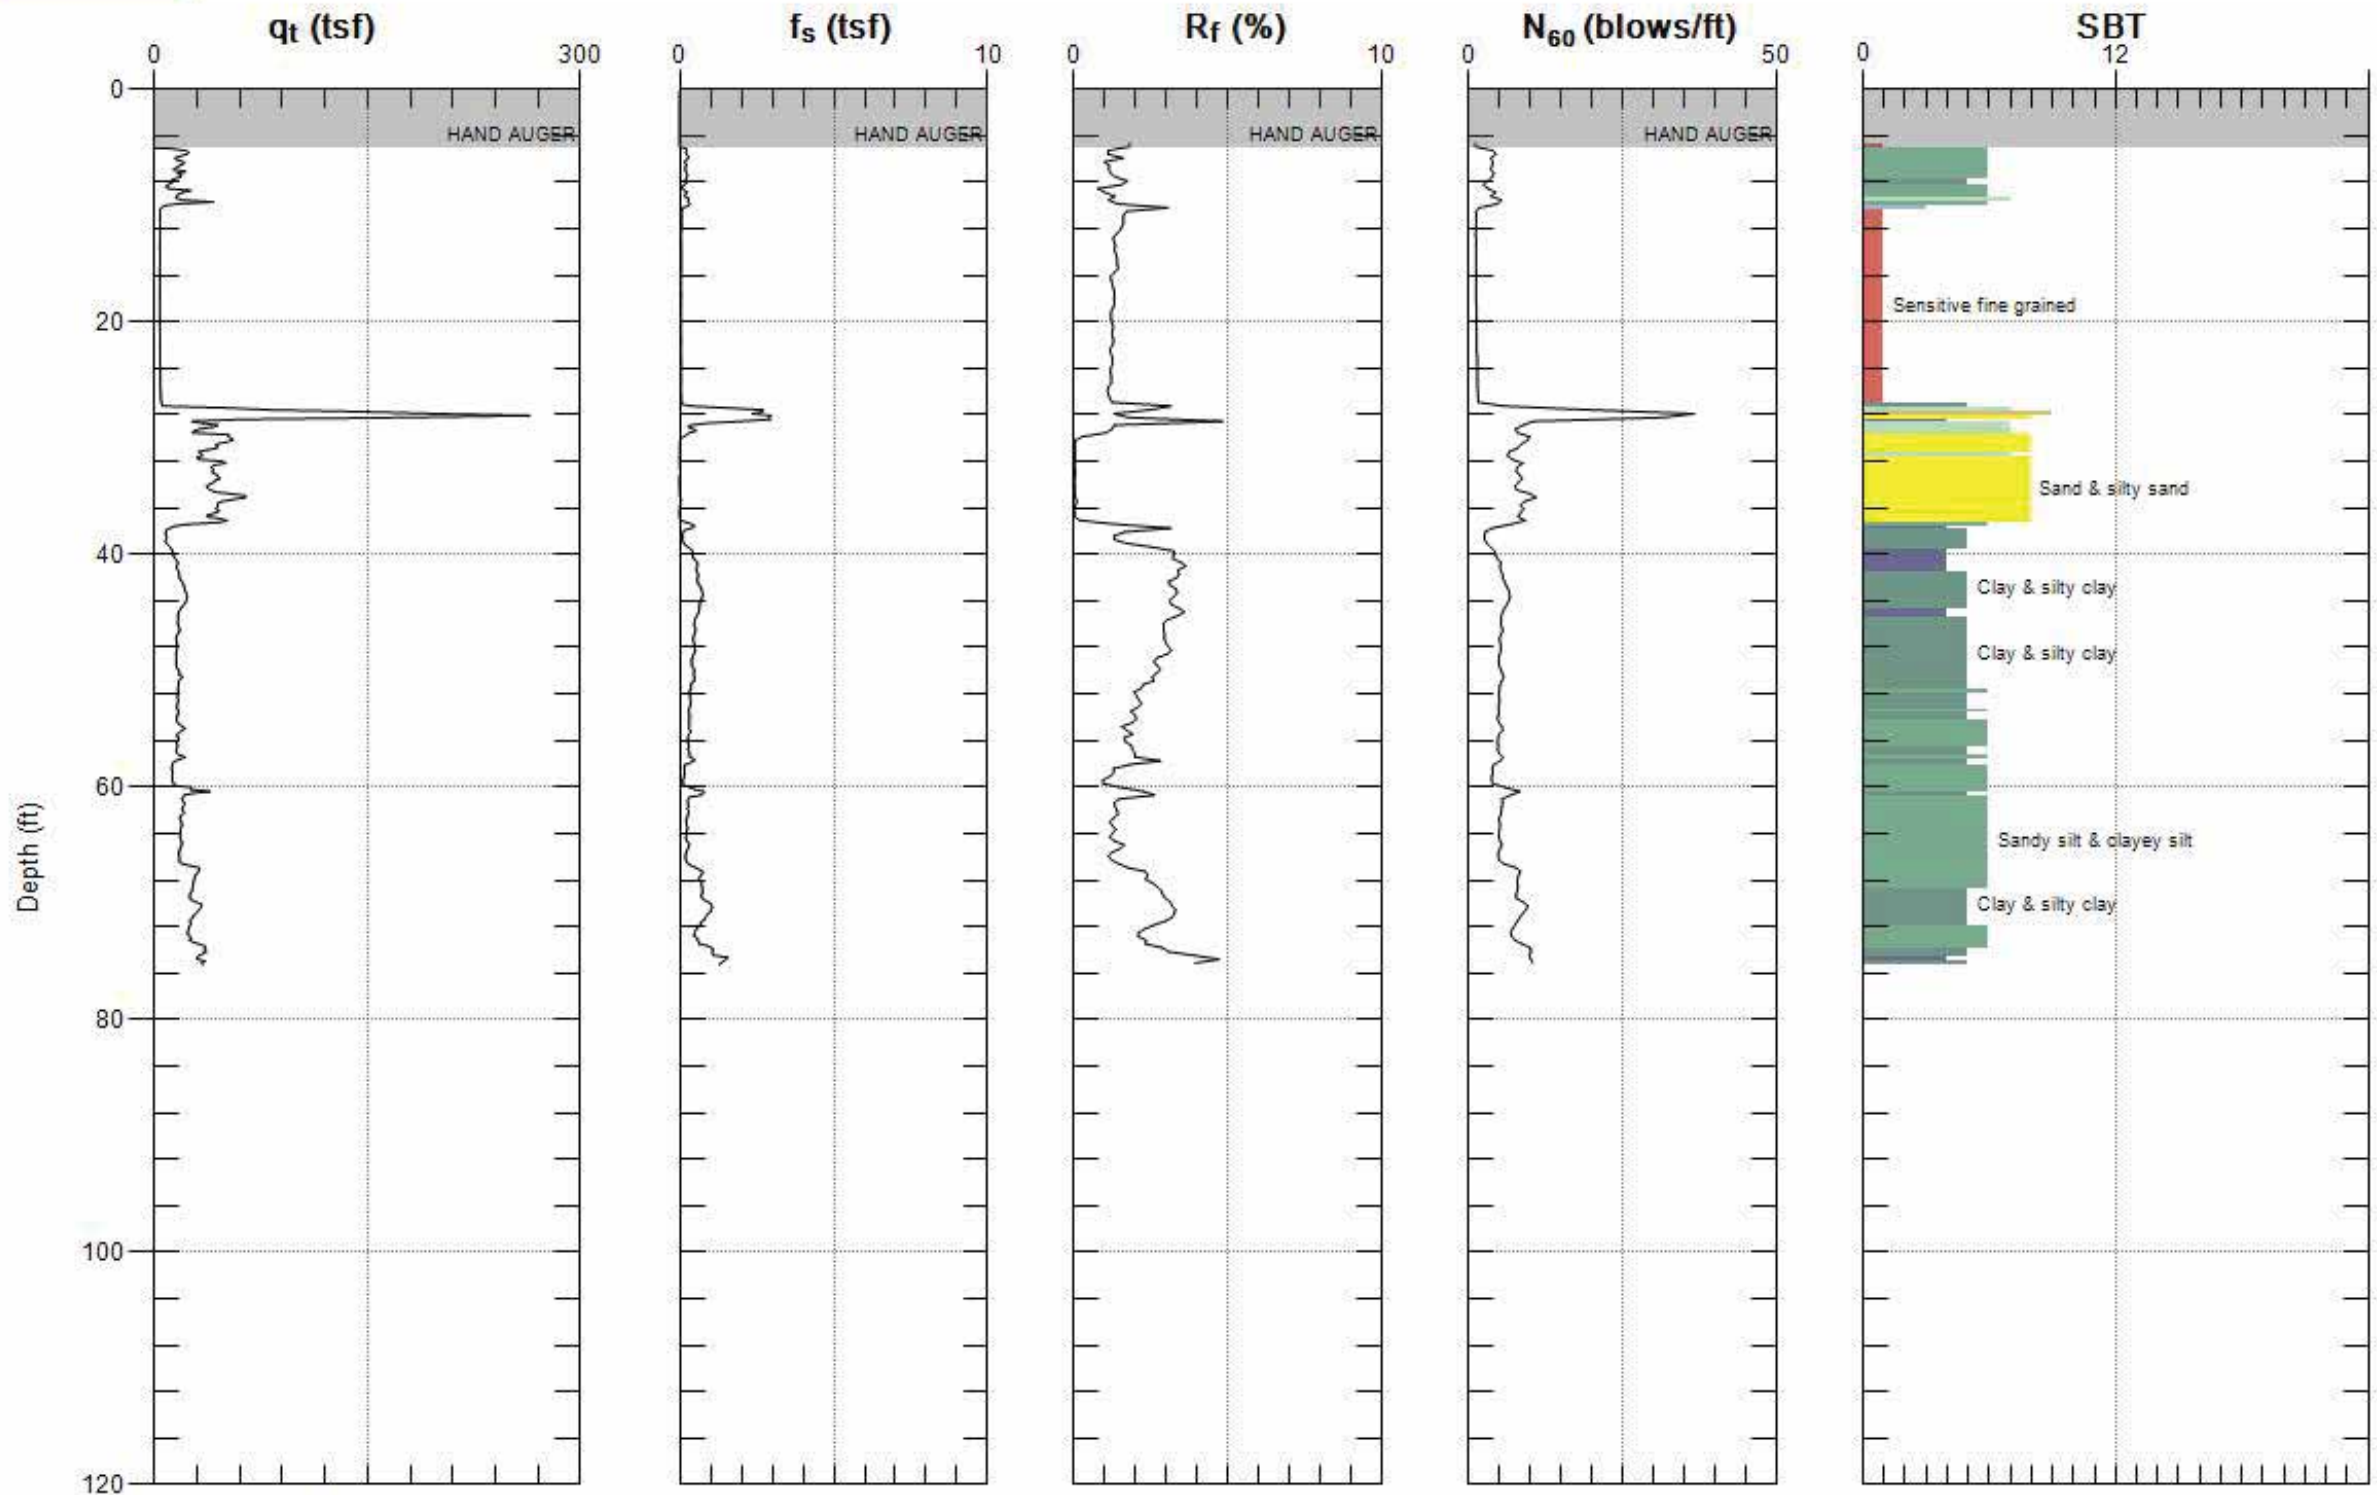 qt (tsf) fs (tsf) Rf (%) N60 (blows/ft) SBT
0 300 0 10 0 10 0 50 0 12
0
HAND AUGER HAND AUGER HAND AUGER HAND AUGER
Sensitive fine grained
20
Sand & silty sand
40
Clay & silty clay
Clay & silty clay
60
Sandy silt & clayey silt
Depth (ft)
Clay & silty clay
80
100
120